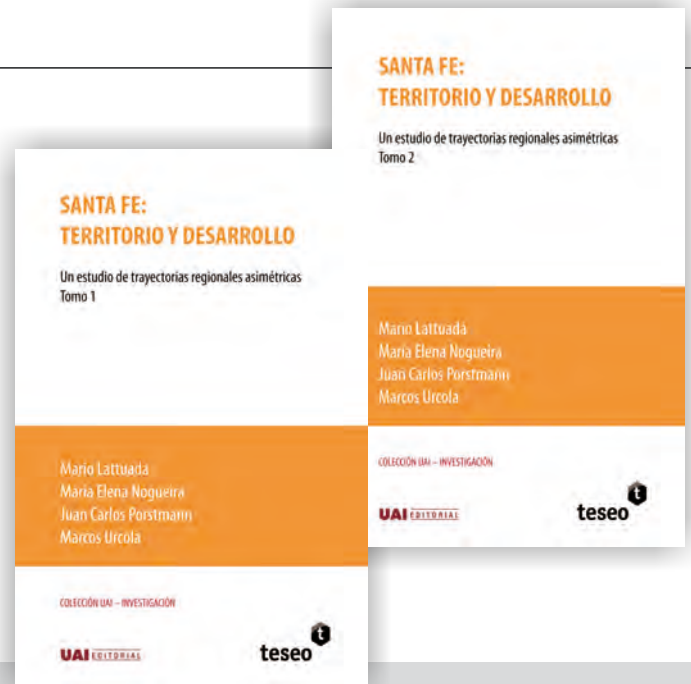 SANTA FE:
TERRITORIO Y DESARROLLO
Un estudio de trayectorias regionales asimétricas
Tomo 1
Mario Lattuada
María Elena Nogueira
Juan Carlos Porstmann
Marcos Urcola
COLECCIÓN UAI – INVESTIGACIÓN
UAI EDITORIAL
teseo t
SANTA FE:
TERRITORIO Y DESARROLLO
Un estudio de trayectorias regionales asimétricas
Tomo 2
Mario Lattuada
María Elena Nogueira
Juan Carlos Porstmann
Marcos Urcola
COLECCIÓN UAI – INVESTIGACIÓN
UAI EDITORIAL
teseo t